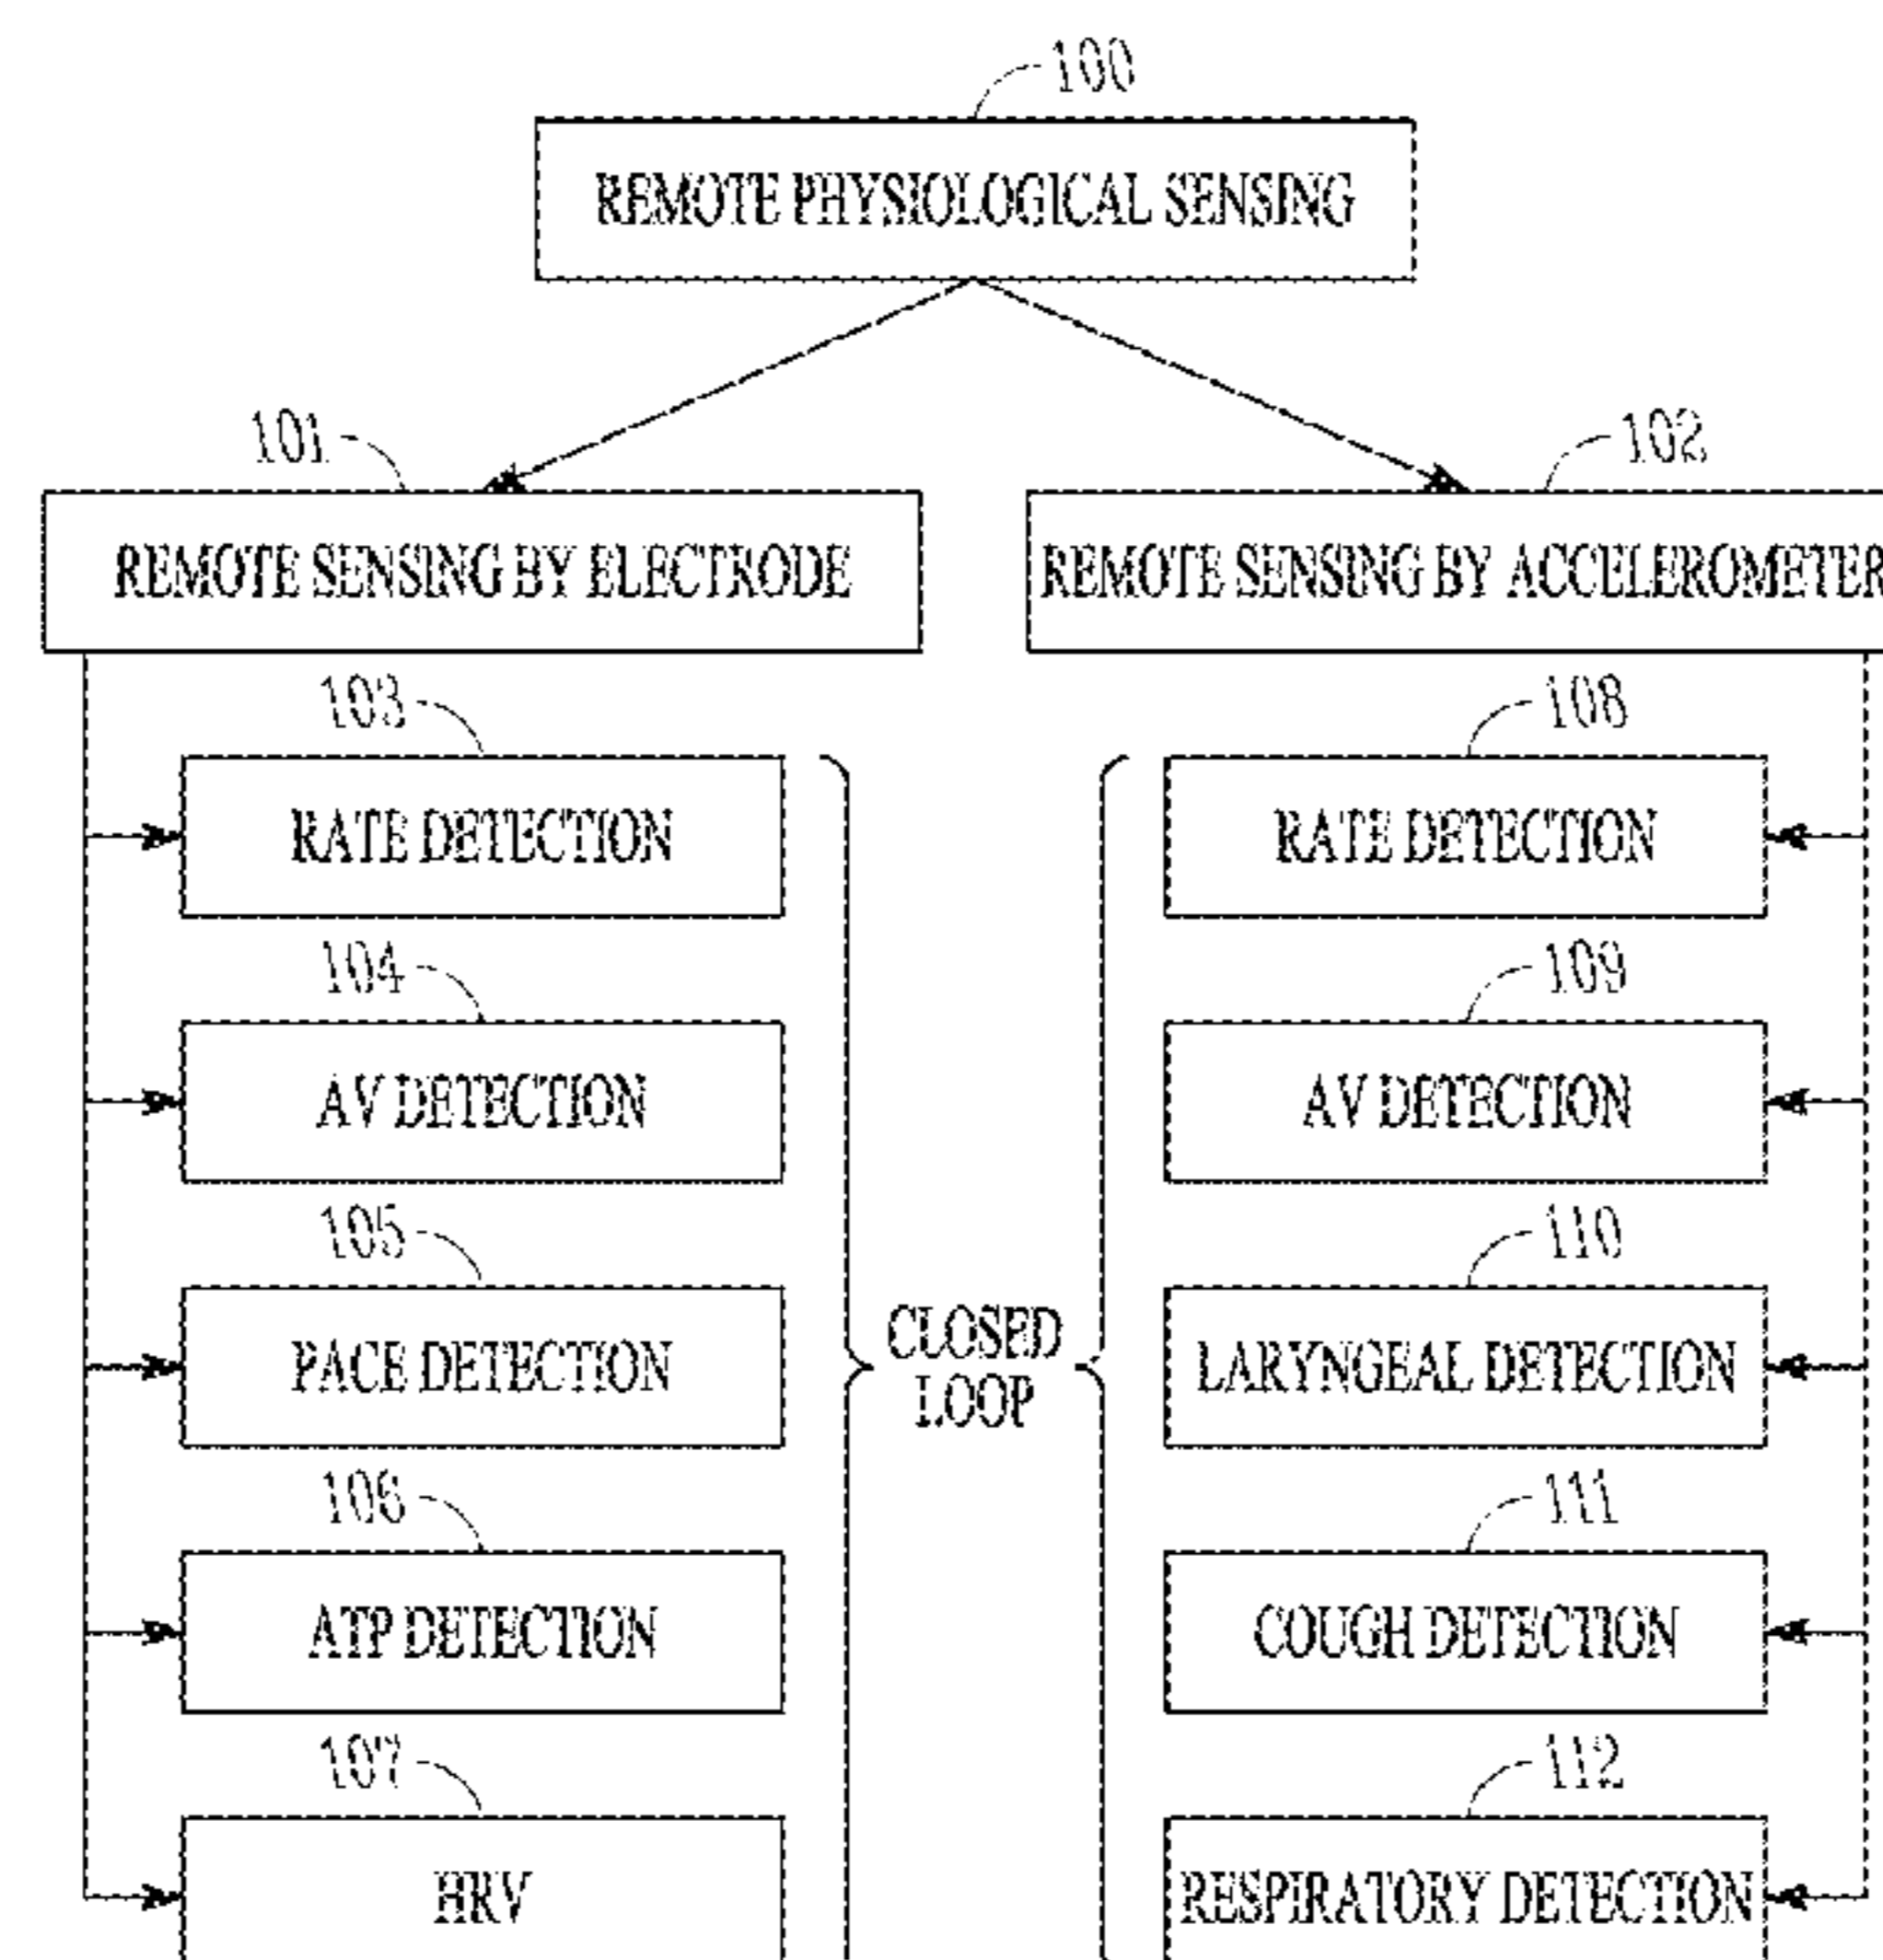 100
REMOTE PHYSIOLOGICAL SENSING
101
REMOTE SENSING BY ELECTRODE
102
REMOTE SENSING BY ACCELEROMETER
103
RATE DETECTION
104
AV DETECTION
105
PACE DETECTION
106
ATP DETECTION
107
HRV
CLOSED
LOOP
108
RATE DETECTION
109
AV DETECTION
110
LARYNGEAL DETECTION
111
COUGH DETECTION
112
RESPIRATORY DETECTION